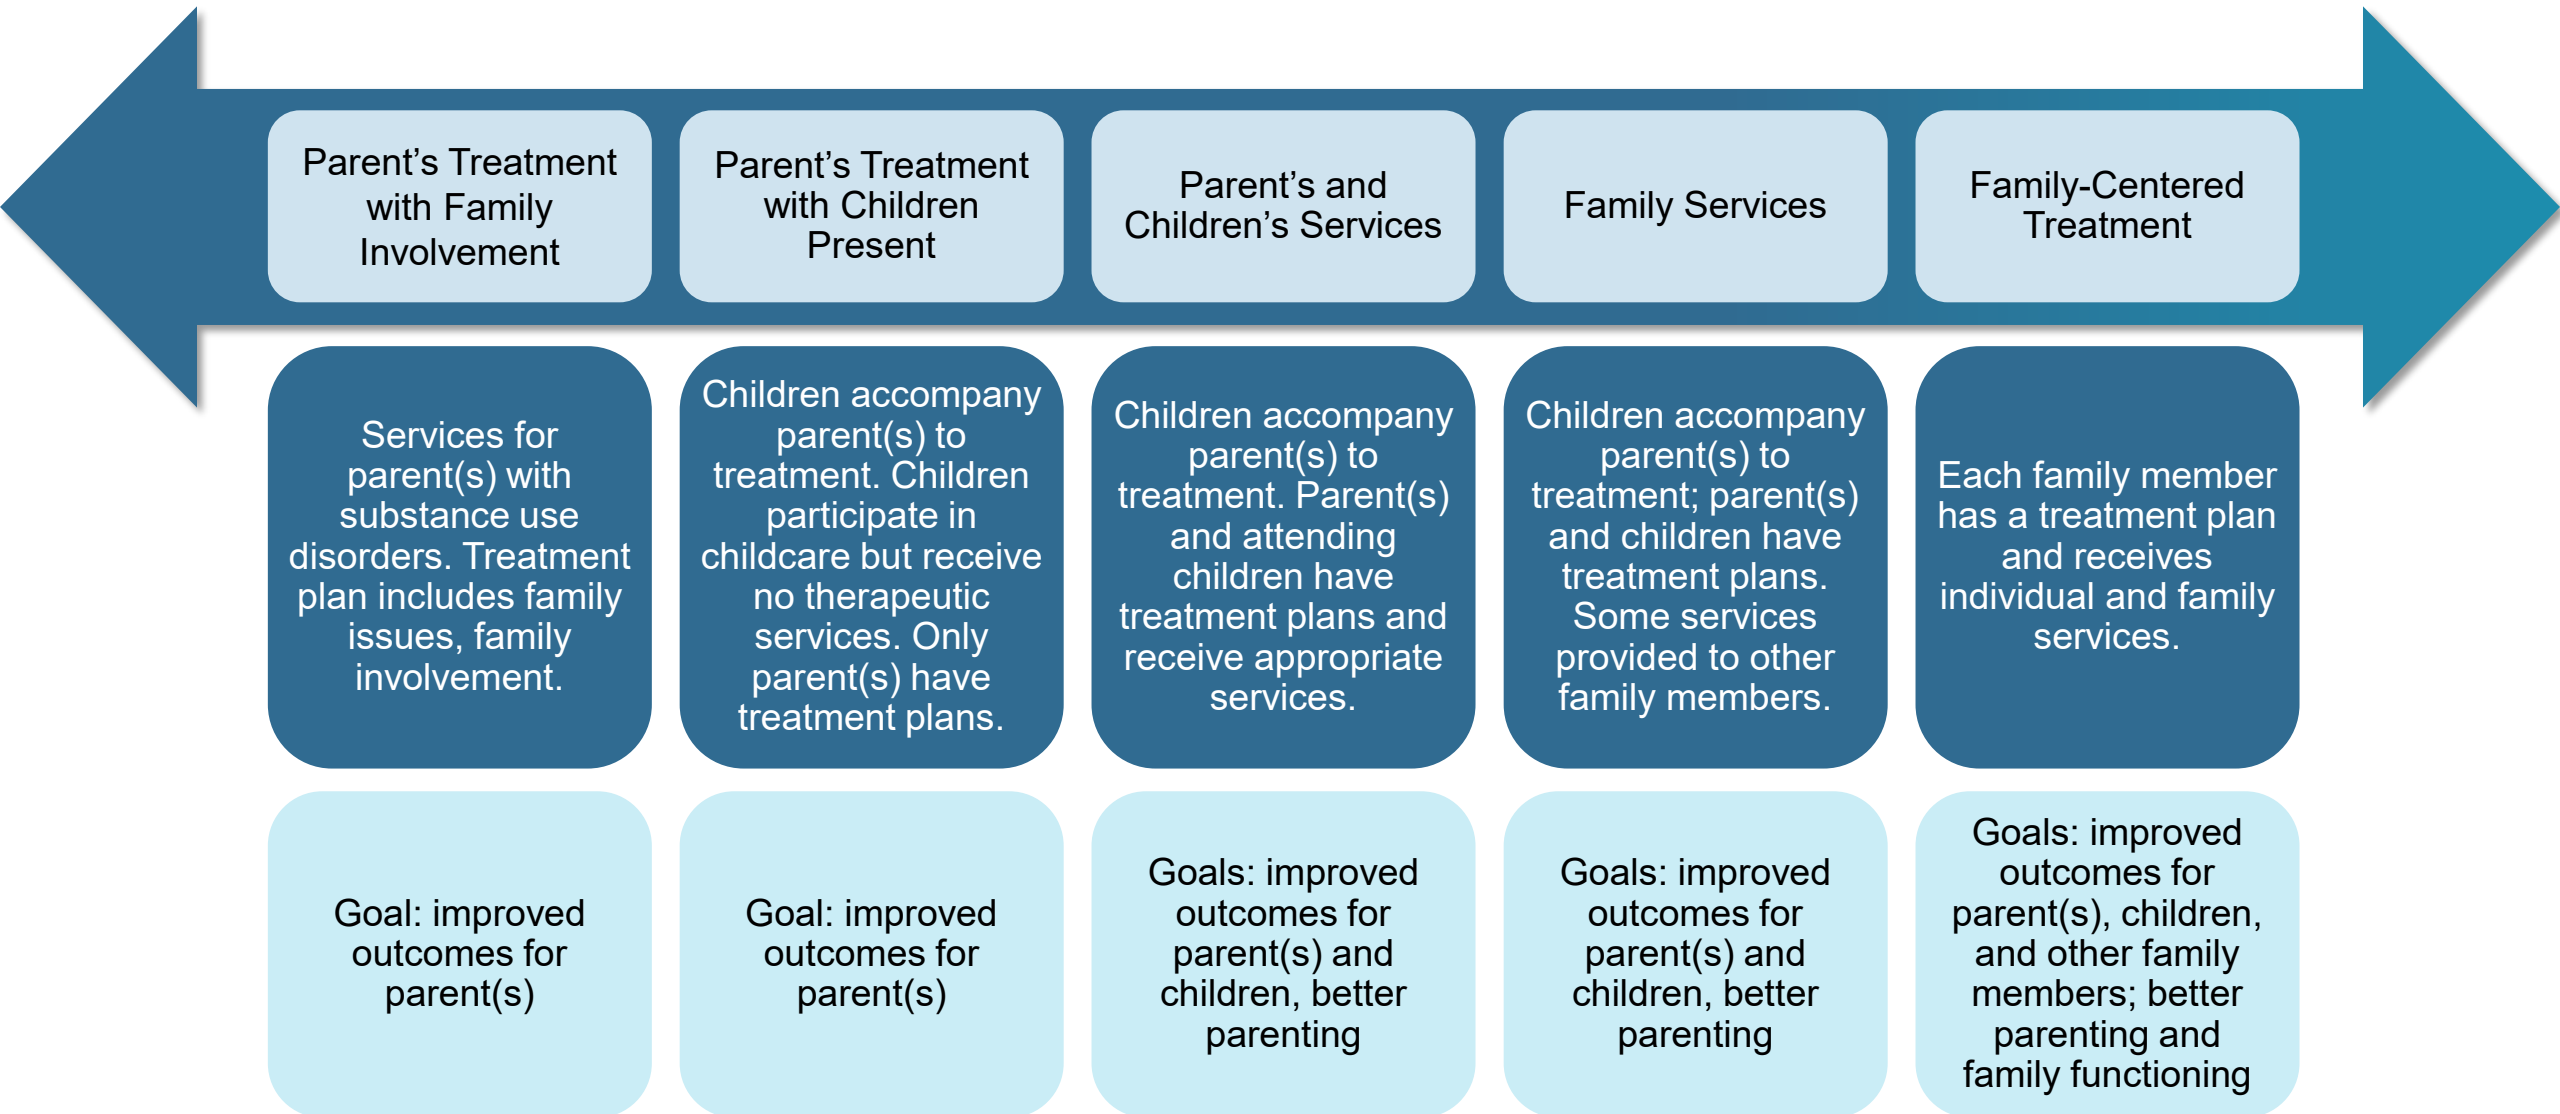 Parent’s Treatment
with Family
Involvement
Parent’s Treatment
with Children
Present
Parent’s and
Children’s Services
Family Services
Family-Centered
Treatment
Services for
parent(s) with
substance use
disorders. Treatment
plan includes family
issues, family
involvement.
Children accompany
parent(s) to
treatment. Children
participate in
childcare but receive
no therapeutic
services. Only
parent(s) have
treatment plans.
Children accompany
parent(s) to
treatment. Parent(s)
and attending
children have
treatment plans and
receive appropriate
services.
Children accompany
parent(s) to
treatment; parent(s)
and children have
treatment plans.
Some services
provided to other
family members.
Each family member
has a treatment plan
and receives
individual and family
services.
Goal: improved
outcomes for
parent(s)
Goal: improved
outcomes for
parent(s)
Goals: improved
outcomes for
parent(s) and
children, better
parenting
Goals: improved
outcomes for
parent(s) and
children, better
parenting
Goals: improved
outcomes for
parent(s), children,
and other family
members; better
parenting and
family functioning